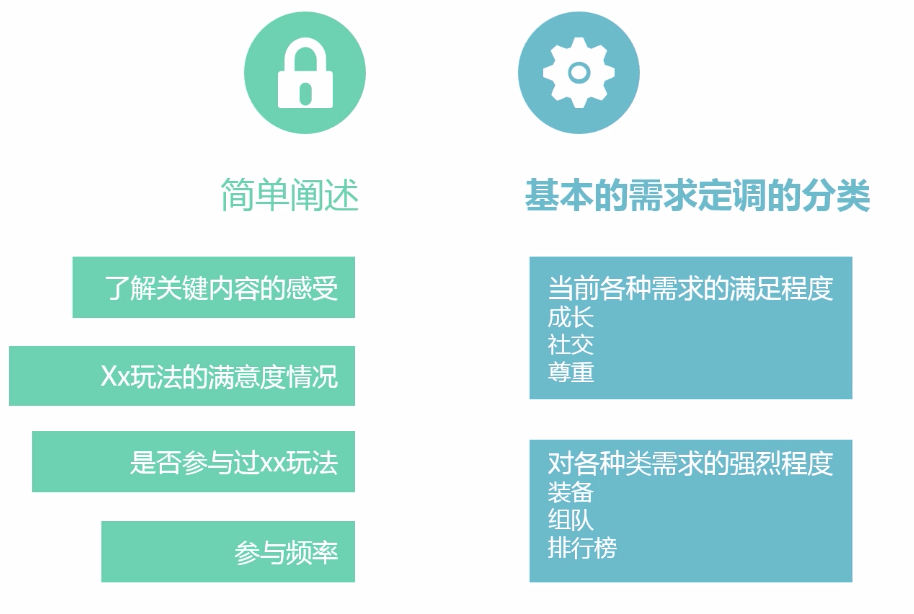 简单阐述
了解关键内容的感受
Xx玩法的满意度情况
是否参与过xx玩法
参与频率
基本的需求定调的分类
当前各种需求的满足程度
成长
社交
尊重
对各种类需求的强烈程度
装备
组队
排行榜